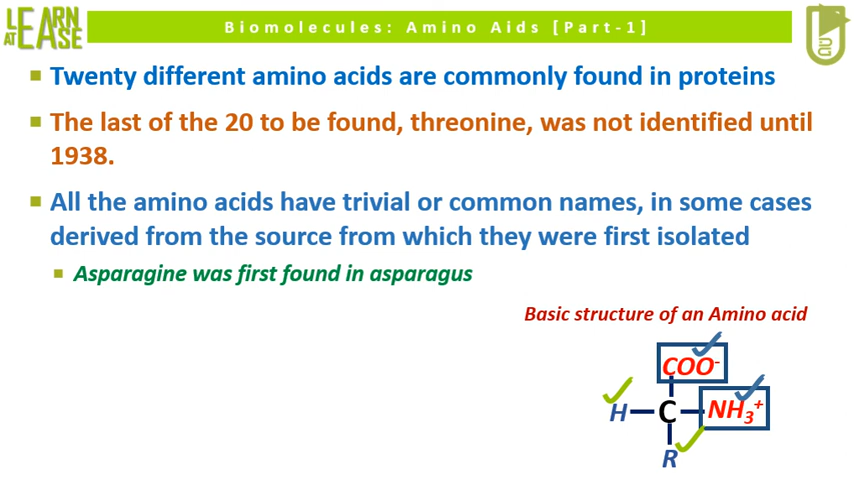 LEARN
AT EASE
Biomolecules: Amino Aids [Part-1]
Twenty different amino acids are commonly found in proteins
The last of the 20 to be found, threonine, was not identified until
1938.
All the amino acids have trivial or common names, in some cases
derived from the source from which they were first isolated
Asparagine was first found in asparagus
Basic structure of an Amino acid
COO-
H C NH3+
R